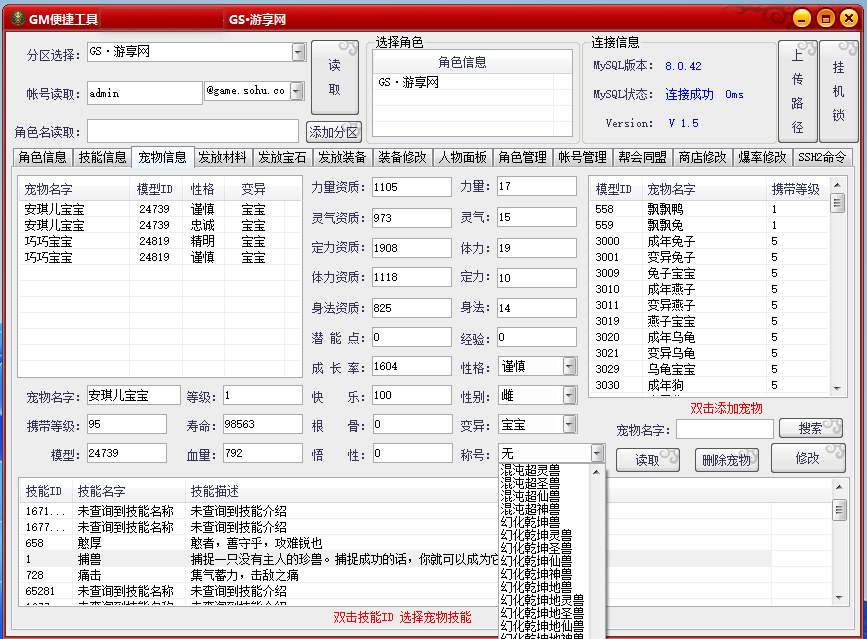 GM便捷工具 GS•游享网
分区选择： GS · 游享网
读取
帐号读取： admin @game.sohu.co
角色名读取： 添加分区
选择角色
角色信息
GS · 游享网
连接信息
MySQL版本： 8.0.42
MySQL状态： 连接成功 0ms
Version: V 1.5
上传路径
挂机锁
角色信息 技能信息 宠物信息 发放材料 发放宝石 发放装备 装备修改 人物面板 角色管理 帐号管理 帮会同盟 商店修改 爆率修改 SSH2命令
宠物名字 模型ID 性格 变异
安琪儿宝宝 24739 谨慎 宝宝
安琪儿宝宝 24739 忠诚 宝宝
巧巧宝宝 24819 精明 宝宝
巧巧宝宝 24819 谨慎 宝宝
力量资质： 1105 力量： 17
灵气资质： 973 灵气： 15
定力资质： 1908 体力： 19
体力资质： 1118 定力： 10
身法资质： 825 身法： 14
潜 能 点： 0 经验： 0
成 长 率： 1604 性格： 谨慎
快 乐： 100 性别： 雌
根 骨： 0 变异： 宝宝
悟 性： 0 称号： 无
宠物名字： 安琪儿宝宝 等级： 1
携带等级： 95 寿命： 98563
模型： 24739 血量： 792
模型ID 宠物名字 携带等级
558 飘飘鸭 1
559 飘飘兔 1
3000 成年兔子 5
3001 变异兔子 5
3009 兔子宝宝 5
3010 成年燕子 5
3011 变异燕子 5
3019 燕子宝宝 5
3020 成年乌龟 5
3021 变异乌龟 5
3029 乌龟宝宝 5
3030 成年狗 5
双击添加宠物
宠物名字： 搜索
读取 删除宠物 修改
技能ID 技能名字 技能描述
1671... 未查询到技能名称 未查询到技能介绍
1677... 未查询到技能名称 未查询到技能介绍
658 憨厚 憨者，善守乎，攻难锐也
1 捕兽 捕捉一只没有主人的珍兽。捕捉成功的话，你就可以成为它
728 痛击 集气蓄力，击敌之痛
65281 未查询到技能名称 未查询到技能介绍
双击技能ID 选择宠物技能
混沌超灵兽
混沌超圣兽
混沌超仙兽
混沌超神兽
幻化乾坤兽
幻化乾坤灵兽
幻化乾坤圣兽
幻化乾坤仙兽
幻化乾坤神兽
幻化乾坤地兽
幻化乾坤地灵兽
幻化乾坤地圣兽
幻化乾坤地仙兽
幻化乾坤地神兽